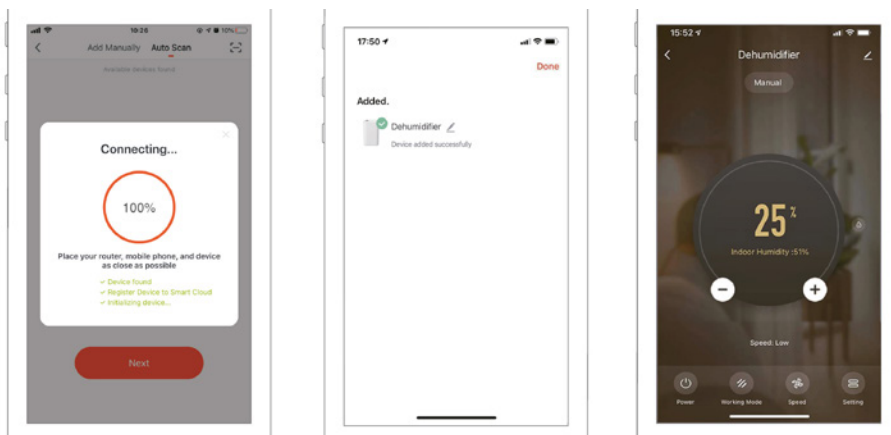 10:26
10%
Add Manually Auto Scan
Available devices found
Connecting...
100%
Place your router, mobile phone, and device
as close as possible
✓ Device found
✓ Register Device to Smart Cloud
✓ Initializing device...
Next
17:50
Done
Added.
Dehumidifier
Device added successfully
15:52
Dehumidifier
Manual
25%
Indoor Humidity :51%
Speed: Low
Power Working Mode Speed Setting